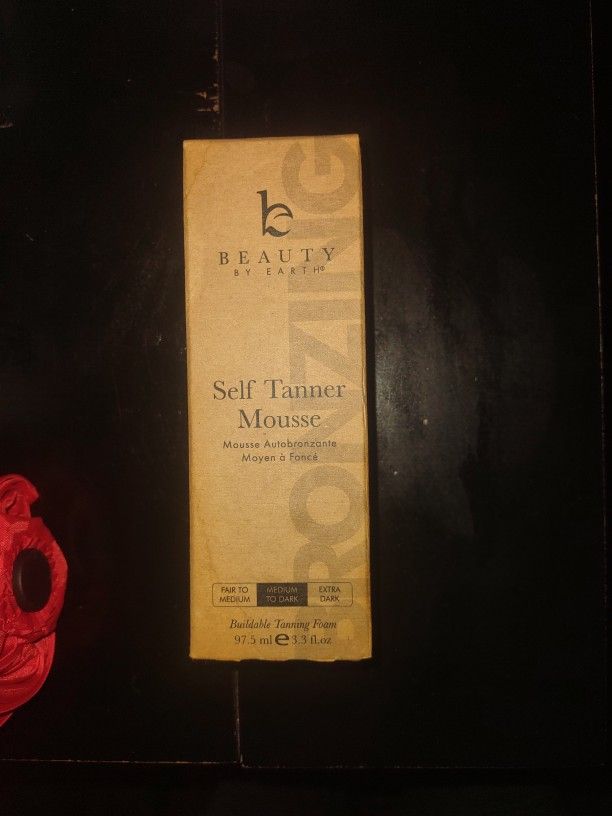 BEAUTY
BY EARTH®
Self Tanner
Mousse
Mousse Autobronzante
Moyen à Foncé
RONZING
FAIR TO
MEDIUM
MEDIUM
TO DARK
EXTRA
DARK
Buildable Tanning Foam
97.5 ml e 3.3 fl.oz